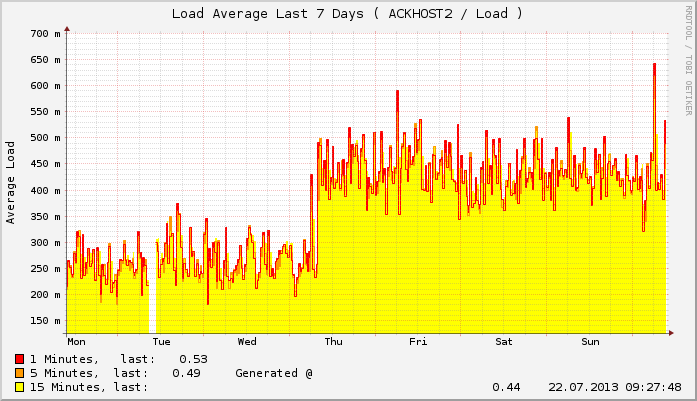 Load Average Last 7 Days ( ACKHOST2 / Load )
RRDTOOL / TOBI OETIKER
Average Load
700 m
650 m
600 m
550 m
500 m
450 m
400 m
350 m
300 m
250 m
200 m
150 m
Mon Tue Wed Thu Fri Sat Sun
1 Minutes, last: 0.53
5 Minutes, last: 0.49 Generated @
15 Minutes, last: 0.44 22.07.2013 09:27:48